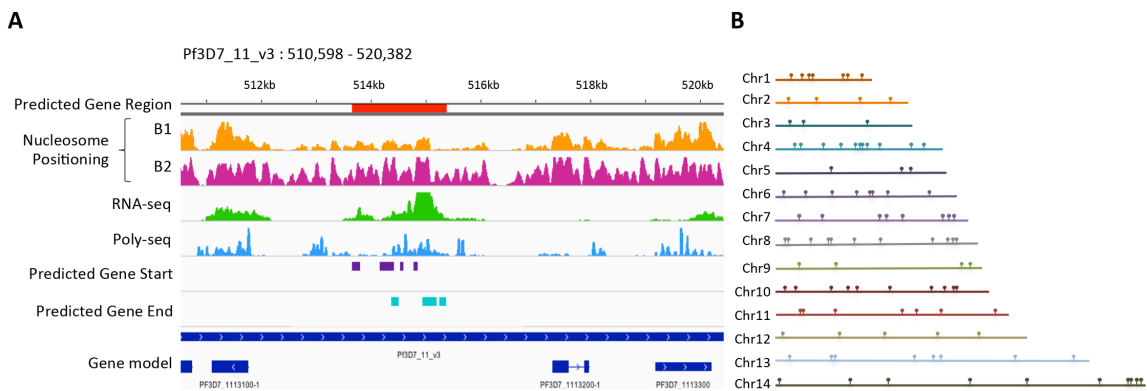 A
B
Pf3D7_11_v3 : 510,598 - 520,382
512kb 514kb 516kb 518kb 520kb
Predicted Gene Region
Nucleosome Positioning
B1
B2
RNA-seq
Poly-seq
Predicted Gene Start
Predicted Gene End
Pf3D7_11_v3
Gene model
PF3D7_1113100-1 PF3D7_1113200-1 PF3D7_1113300
Chr1
Chr2
Chr3
Chr4
Chr5
Chr6
Chr7
Chr8
Chr9
Chr10
Chr11
Chr12
Chr13
Chr14